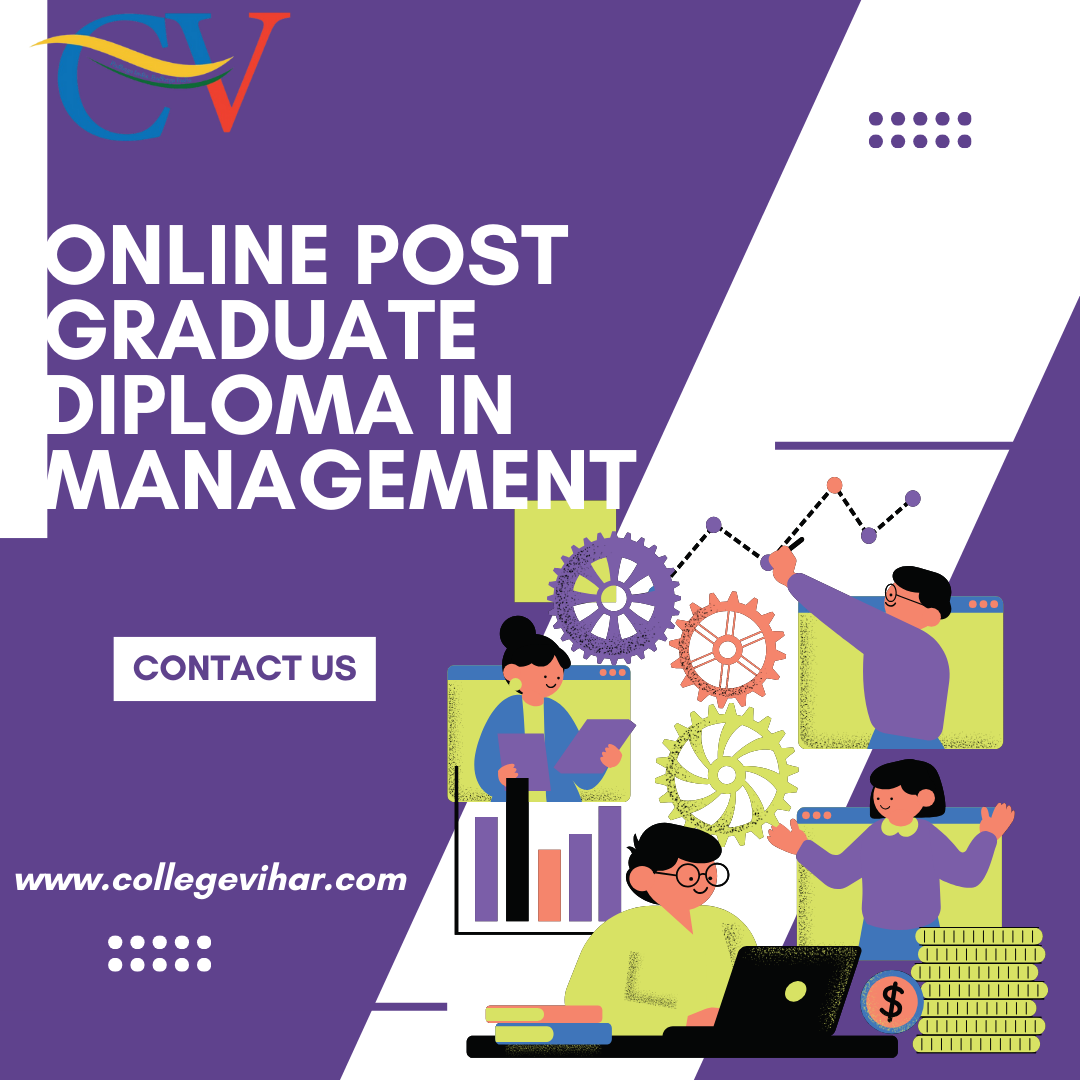 CV
ONLINE POST
GRADUATE
DIPLOMA IN
MANAGEMENT
CONTACT US
www.collegevihar.com
$